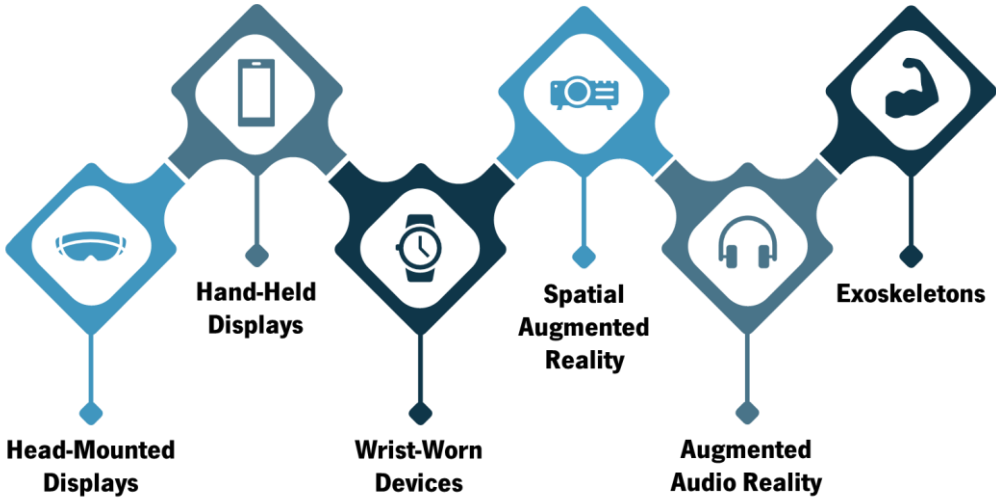 Head-Mounted
Displays
Hand-Held
Displays
Wrist-Worn
Devices
Spatial
Augmented
Reality
Augmented
Audio Reality
Exoskeletons